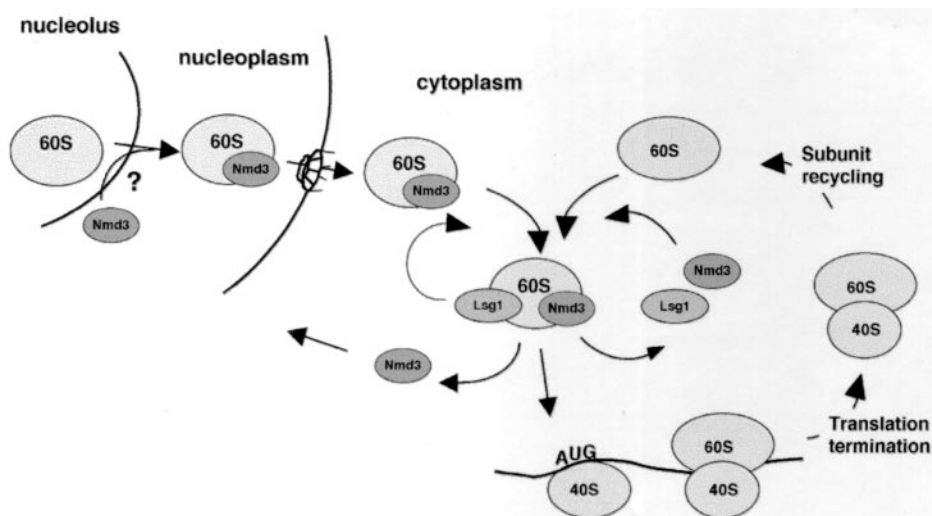 nucleolus
nucleoplasm
cytoplasm
60S
60S
Nmd3
?
Nmd3
60S
Nmd3
60S
Subunit
recycling
60S
Lsg1
Nmd3
Nmd3
Lsg1
60S
40S
Nmd3
AUG
40S
60S
40S
Translation
termination